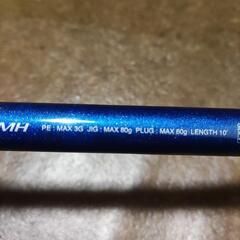 MH PE : MAX 3G JIG : MAX 80g PLUG : MAX 60g LENGTH 10'